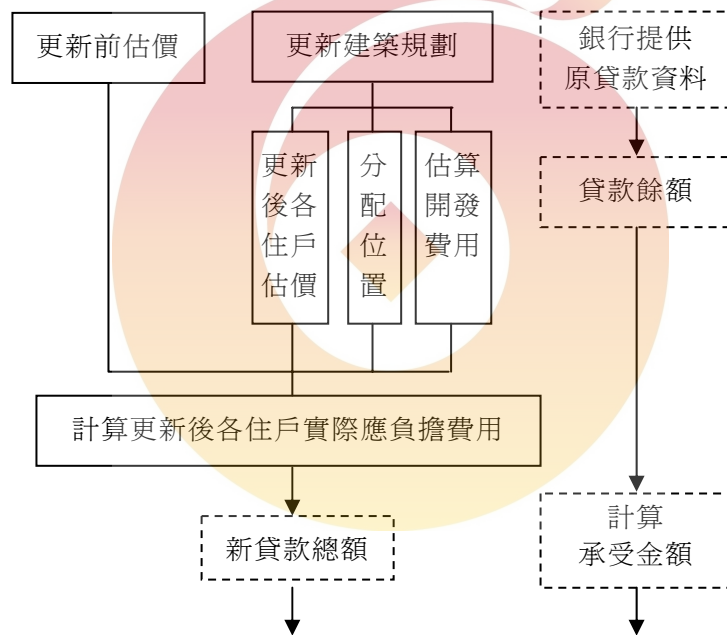 更新前估價
更新建築規劃
銀行提供
原貸款資料
更新
後各
住戶
估價
分
配
位
置
估算
開發
費用
貸款餘額
計算更新後各住戶實際應負擔費用
新貸款總額
計算
承受金額